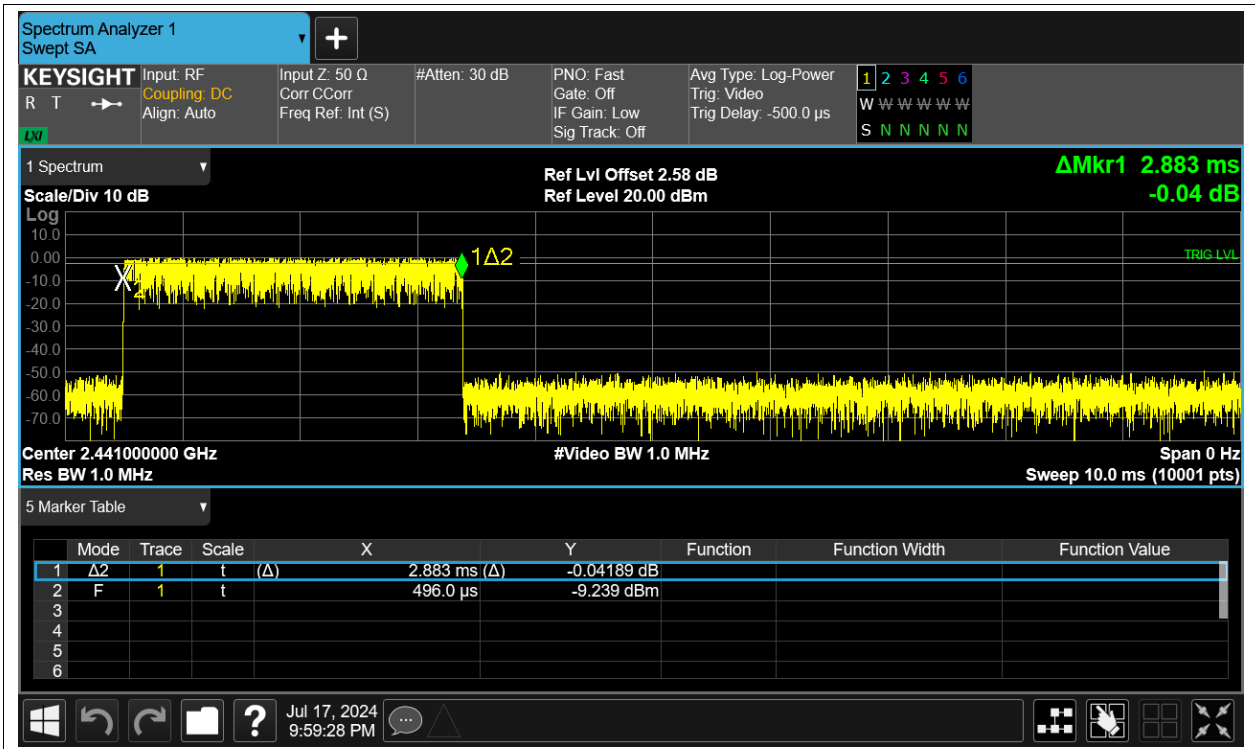 Spectrum Analyzer 1
Swept SA
KEYSIGHT Input: RF Input Z: 50 Ω #Atten: 30 dB PNO: Fast Avg Type: Log-Power 1 2 3 4 5 6
R T Coupling: DC Corr CCorr Gate: Off Trig: Video W W W W W W
Align: Auto Freq Ref: Int (S) IF Gain: Low Trig Delay: -500.0 µs
LXI Sig Track: Off S N N N N N
1 Spectrum Ref Lvl Offset 2.58 dB ΔMkr1 2.883 ms
Scale/Div 10 dB Ref Level 20.00 dBm -0.04 dB
Log
10.0
0.00 1Δ2 TRIG LVL
-10.0 X2
-20.0
-30.0
-40.0
-50.0
-60.0
-70.0
Center 2.441000000 GHz #Video BW 1.0 MHz Span 0 Hz
Res BW 1.0 MHz Sweep 10.0 ms (10001 pts)
5 Marker Table
Mode Trace Scale X Y Function Function Width Function Value
1 Δ2 1 t (Δ) 2.883 ms (Δ) -0.04189 dB
2 F 1 t 496.0 µs -9.239 dBm
3
4
5
6
? Jul 17, 2024
9:59:28 PM